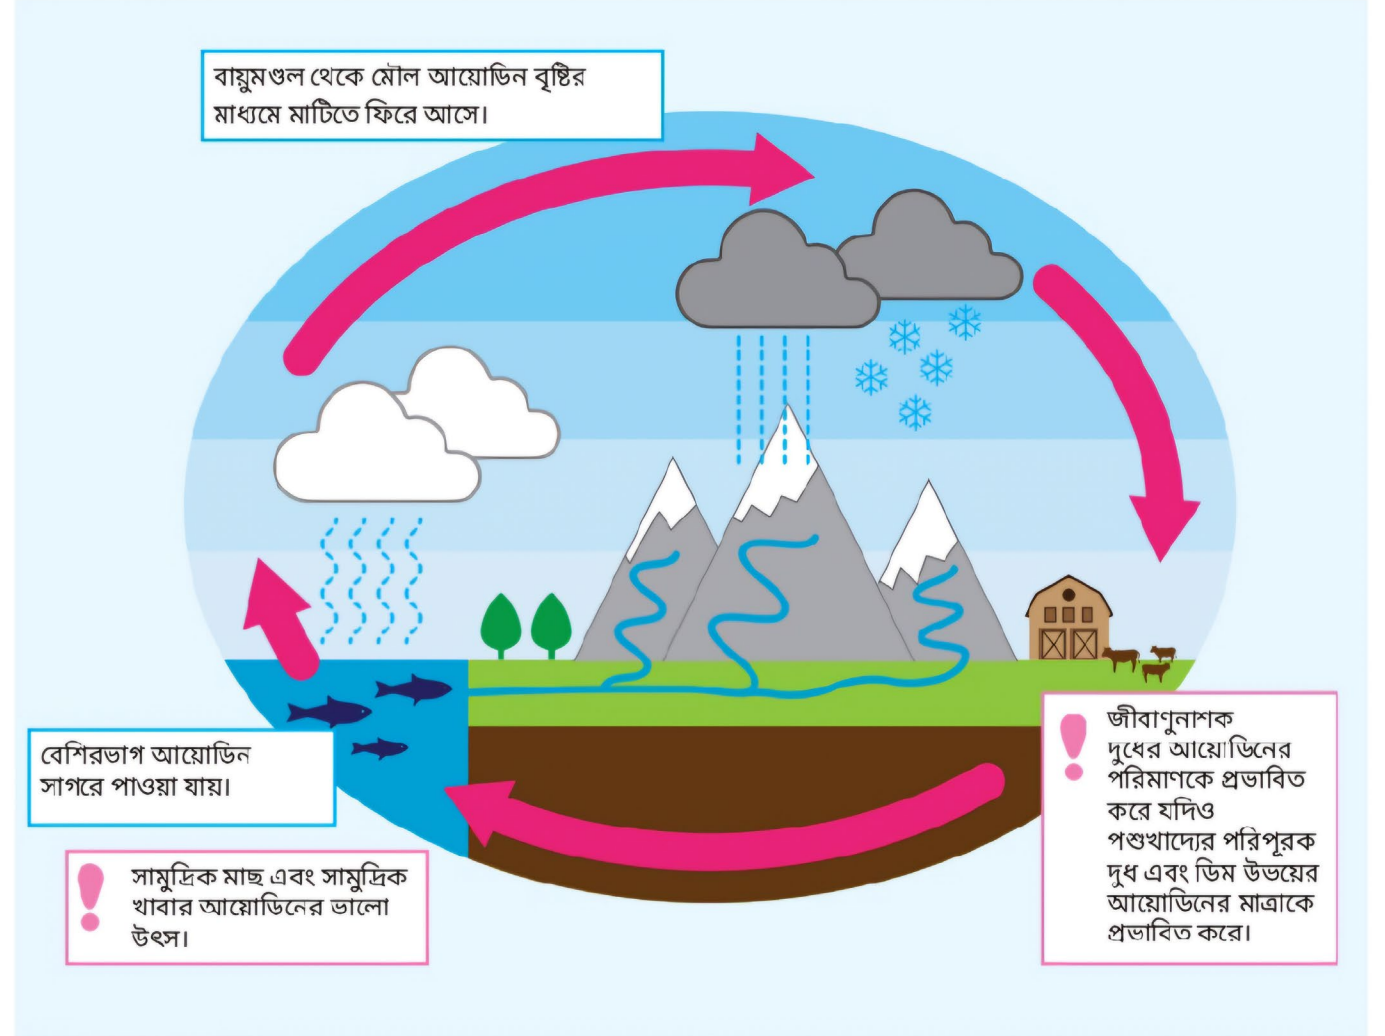 বায়ুমণ্ডল থেকে মৌল আয়োডিন বৃষ্টির
মাধ্যমে মাটিতে ফিরে আসে।
বেশিরভাগ আয়োডিন
সাগরে পাওয়া যায়।
সামুদ্রিক মাছ এবং সামুদ্রিক
খাবার আয়োডিনের ভালো
উৎস।
জীবাণুনাশক
দুধের আয়োডিনের
পরিমাণকে প্রভাবিত
করে যদিও
পশুখাদ্যের পরিপূরক
দুধ এবং ডিম উভয়ের
আয়োডিনের মাত্রাকে
প্রভাবিত করে।